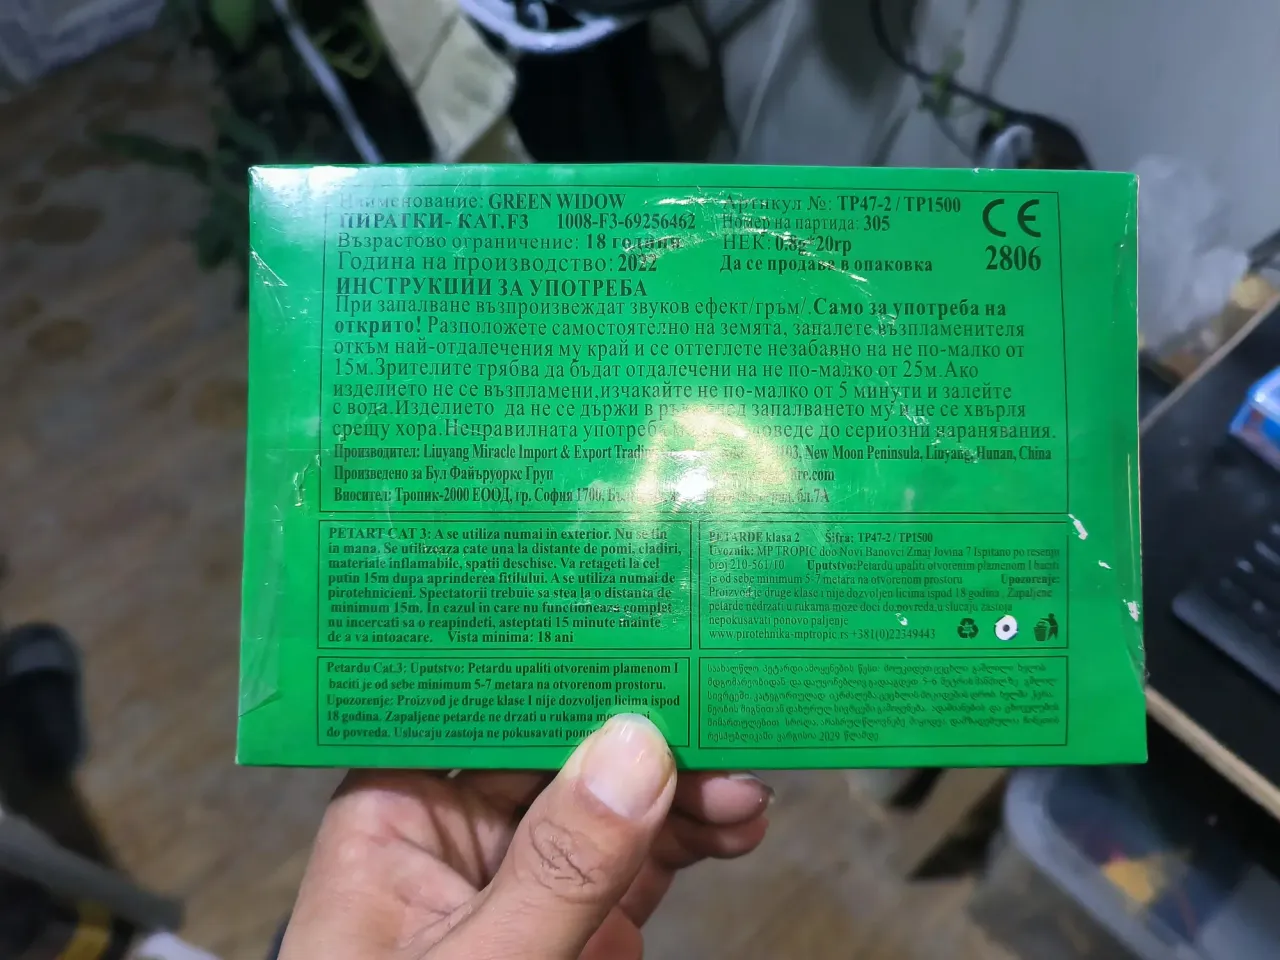 Наименование: GREEN WIDOW
ПИРАТКИ- КАТ.F3 1008-F3-69256462
Възрастово ограничение: 18 години
Година на производство: 2022
Артикул №: TP47-2 / TP1500
Номер на партида: 305
НЕК: 0.8g*20гр
Да се продава в опаковка
CE
2806
ИНСТРУКЦИИ ЗА УПОТРЕБА
При запалване възпроизвеждат звуков ефект/гръм/.Само за употреба на
открито! Разположете самостоятелно на земята, запалете възпламенителя
откъм най-отдалечения му край и се оттеглете незабавно на не по-малко от
15м.Зрителите трябва да бъдат отдалечени на не по-малко от 25м.Ако
изделието не се възпламени,изчакайте не по-малко от 5 минути и залейте
с вода.Изделието да не се държи в запалването му и не се хвърля
срещу хора.Неправилната употреба до сериозни наранявания.
Производител: Liuyang Miracle Import & Export New Moon Peninsula, Liuyang, Hunan, China
Произведено за Бул Файъруоркс Груп
Вносител: Тропик-2000 ЕООД, гр. София 1700, бл.7А
PETART CAT 3: A se utiliza numai in exterior. Nu se tin
in mana. Se utilizeaza cate una la distante de pomi, cladiri,
materiale inflamabile, spatii deschise. Va retageti la cel
putin 15m dupa aprinderea fitilului. A se utiliza numai de
pirotehnicieni. Spectatorii trebuie sa stea la o distanta de
minimum 15m. In cazul in care nu functioneaza complet
nu incercati sa o reapindeti, asteptati 15 minute inainte
de a va intoacare. Vista minima: 18 ani
PETARDE klasa 2 Sifra: TP47-2 / TP1500
Uvoznik: MP TROPIC doo Novi Banovci Zmaj Jovina 7 Ispitano po resenju
broj 210-561/10 Uputstvo:Petardu upaliti otvorenim plamenom I baciti
je od sebe minimum 5-7 metara na otvorenom prostoru Upozorenje:
Proizvod je druge klase I nije dozvoljen licima ispod 18 godina . Zapaljene
petarde nedrzati u rukama moze doci do povreda,u slucaju zastoja
nepokusavati ponovo paljenje
www.pirotehnika-mptropic.rs +381(0)22349443
Petardu Cat.3: Uputstvo: Petardu upaliti otvorenim plamenom I
baciti je od sebe minimum 5-7 metara na otvorenom prostoru.
Upozorenje: Proizvod je druge klase I nije dozvoljen licima ispod
18 godina. Zapaljene petarde ne drzati u rukama
do povreda. Uslucaju zastoja ne pokusavati